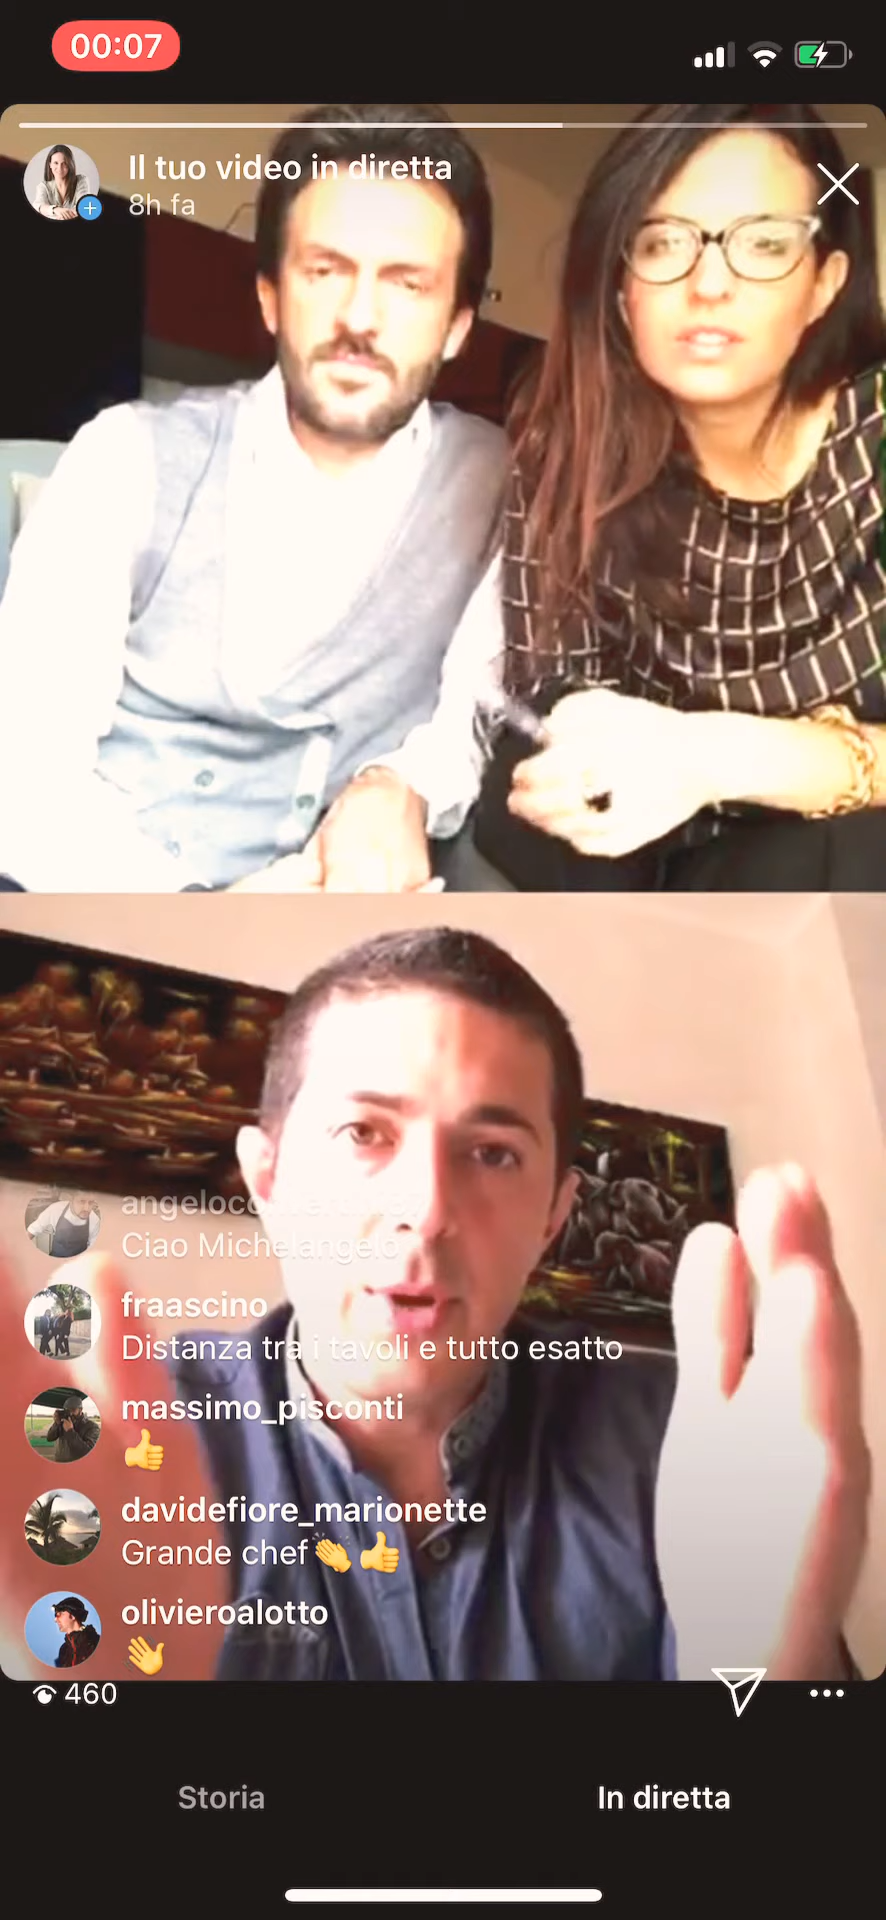 00:07
Il tuo video in diretta
8h fa
Ciao Michelangelo
fraascino
Distanza tra i tavoli e tutto esatto
massimo_pisconti
👍
davidefiore_marionette
Grande chef👏👍
olivieroalotto
👋
460
Storia
In diretta